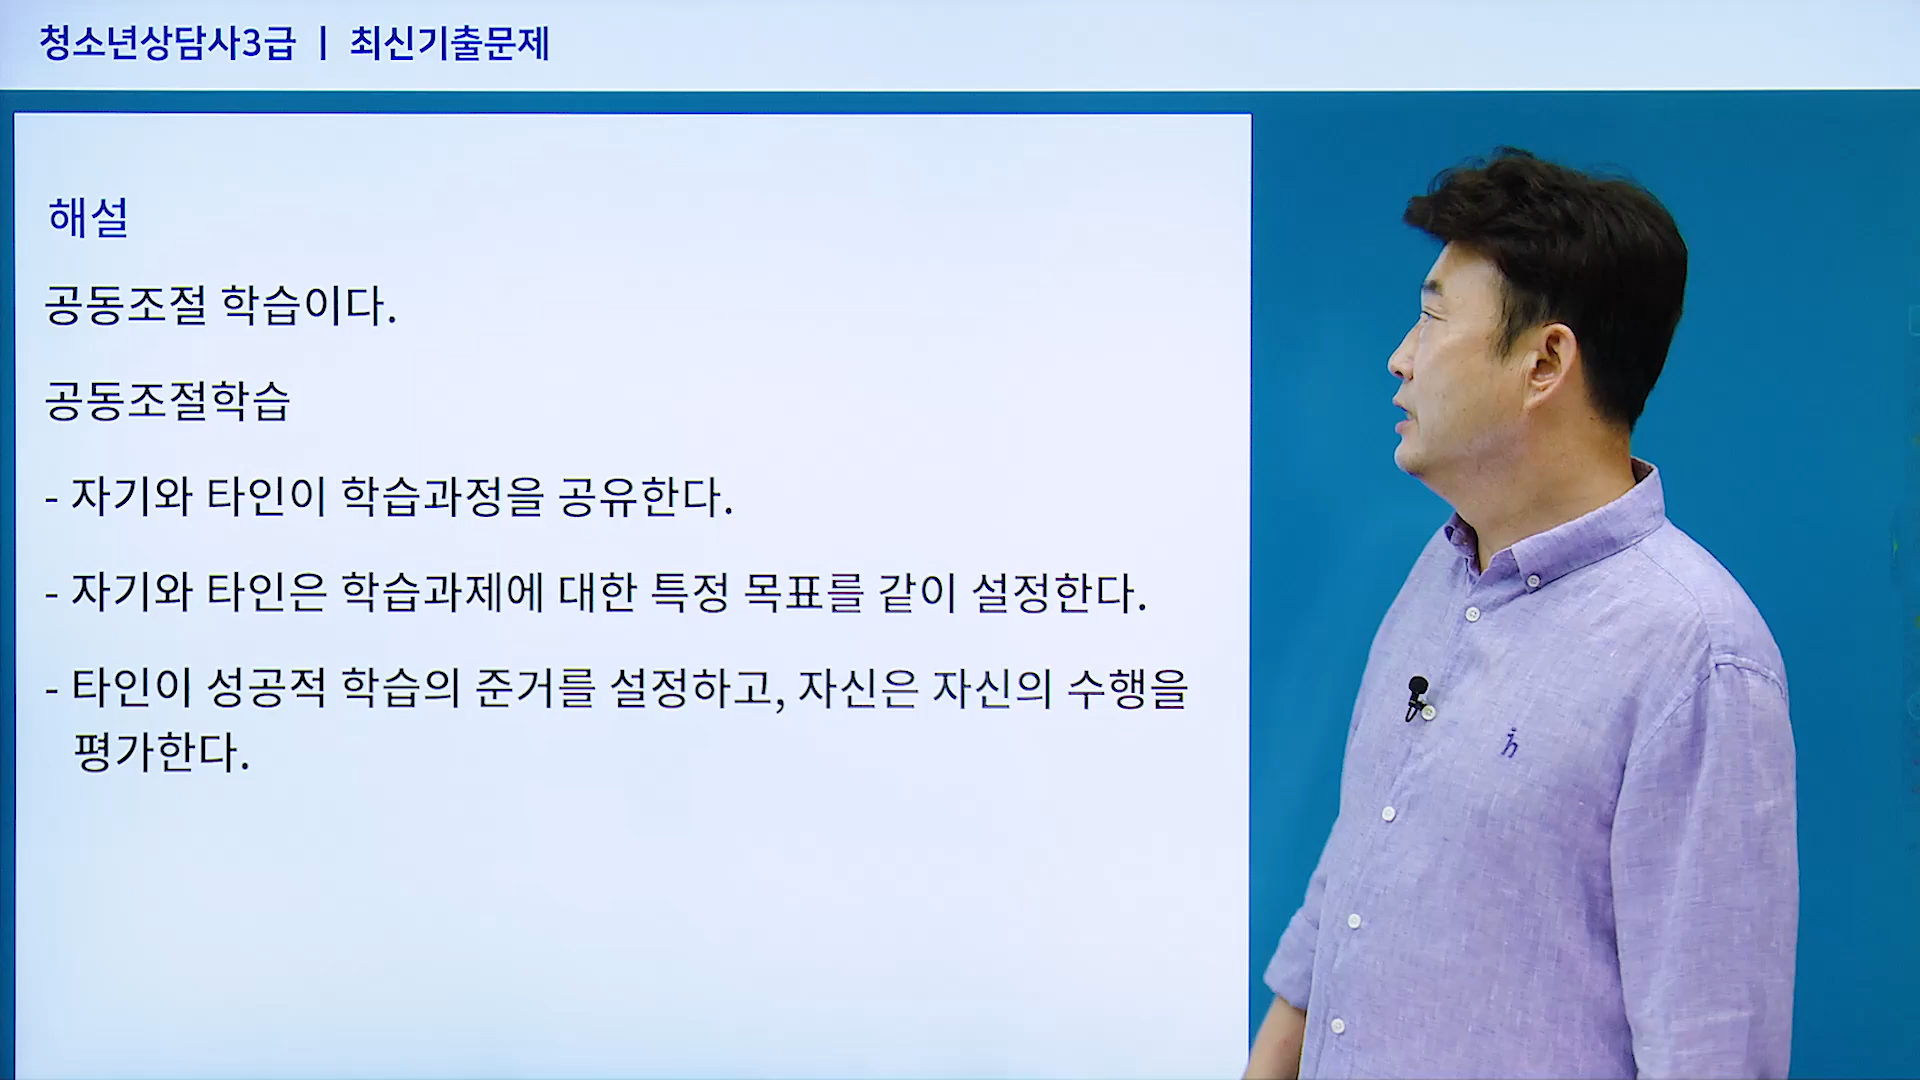 청소년상담사3급 | 최신기출문제
해설
공동조절 학습이다.
공동조절학습
- 자기와 타인이 학습과정을 공유한다.
- 자기와 타인은 학습과제에 대한 특정 목표를 같이 설정한다.
- 타인이 성공적 학습의 준거를 설정하고, 자신은 자신의 수행을
평가한다.